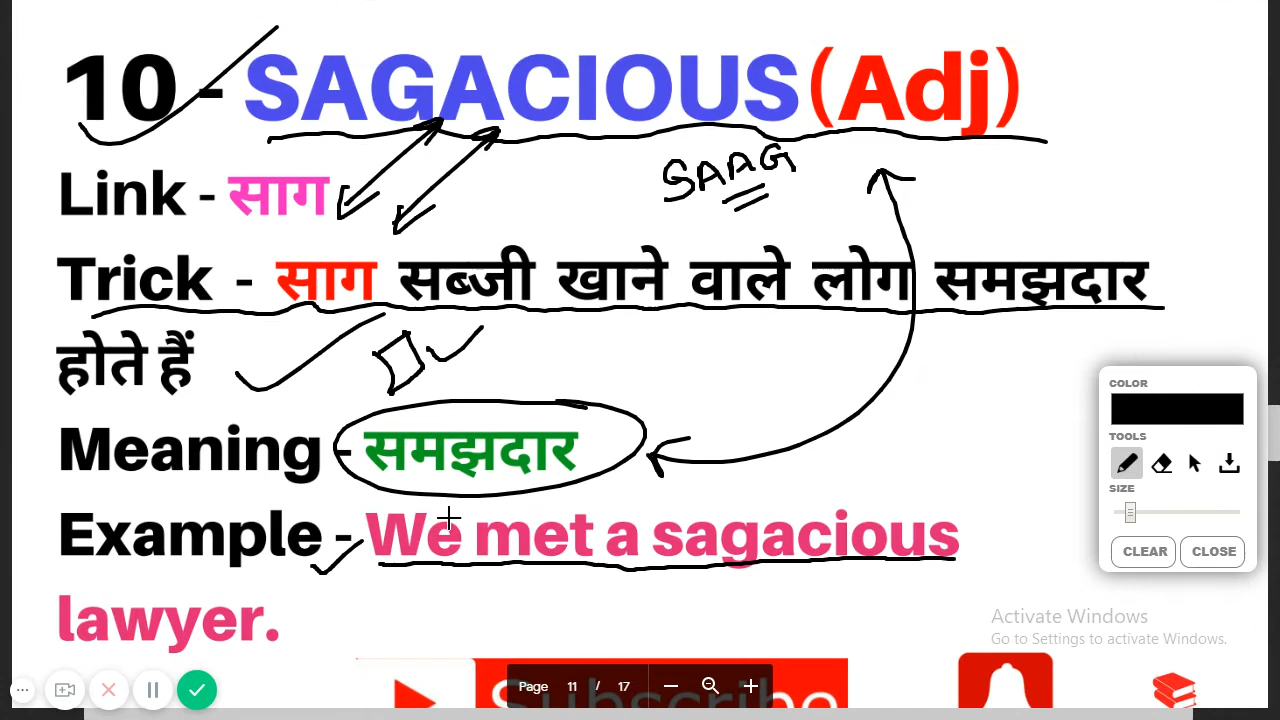 10 - SAGACIOUS (Adj)
Link - साग
SAAG
Trick - साग सब्जी खाने वाले लोग समझदार
होते हैं
Meaning - समझदार
Example - We met a sagacious
lawyer.
COLOR
TOOLS
SIZE
CLEAR CLOSE
Activate Windows
Go to Settings to activate Windows.
Subscribe
Page 11 / 17